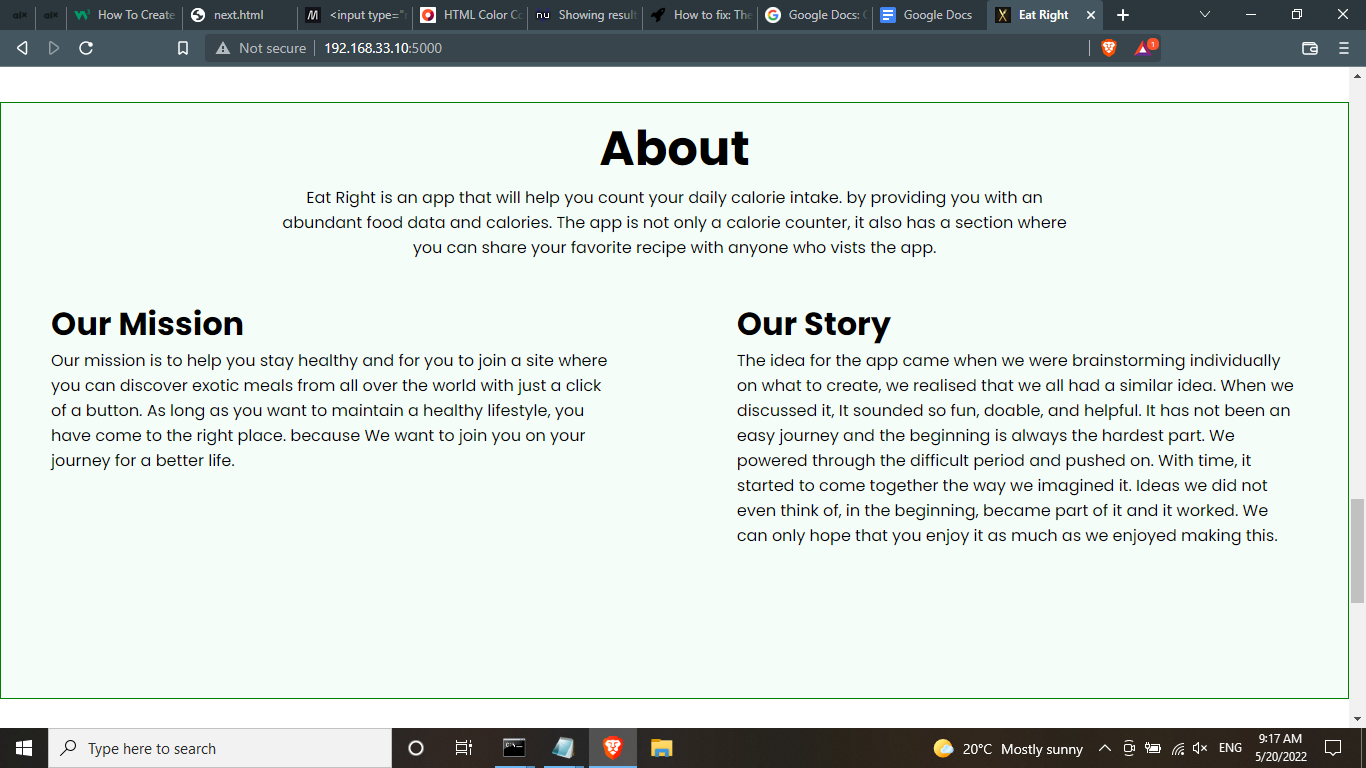 How To Create
next.html
<input type="r
HTML Color Co
nu
Showing result
How to fix: The
Google Docs: C
Google Docs
Eat Right
Not secure
192.168.33.10:5000
1
About
Eat Right is an app that will help you count your daily calorie intake. by providing you with an
abundant food data and calories. The app is not only a calorie counter, it also has a section where
you can share your favorite recipe with anyone who vists the app.
Our Mission
Our mission is to help you stay healthy and for you to join a site where
you can discover exotic meals from all over the world with just a click
of a button. As long as you want to maintain a healthy lifestyle, you
have come to the right place. because We want to join you on your
journey for a better life.
Our Story
The idea for the app came when we were brainstorming individually
on what to create, we realised that we all had a similar idea. When we
discussed it, It sounded so fun, doable, and helpful. It has not been an
easy journey and the beginning is always the hardest part. We
powered through the difficult period and pushed on. With time, it
started to come together the way we imagined it. Ideas we did not
even think of, in the beginning, became part of it and it worked. We
can only hope that you enjoy it as much as we enjoyed making this.
Type here to search
20°C Mostly sunny
ENG
9:17 AM
5/20/2022